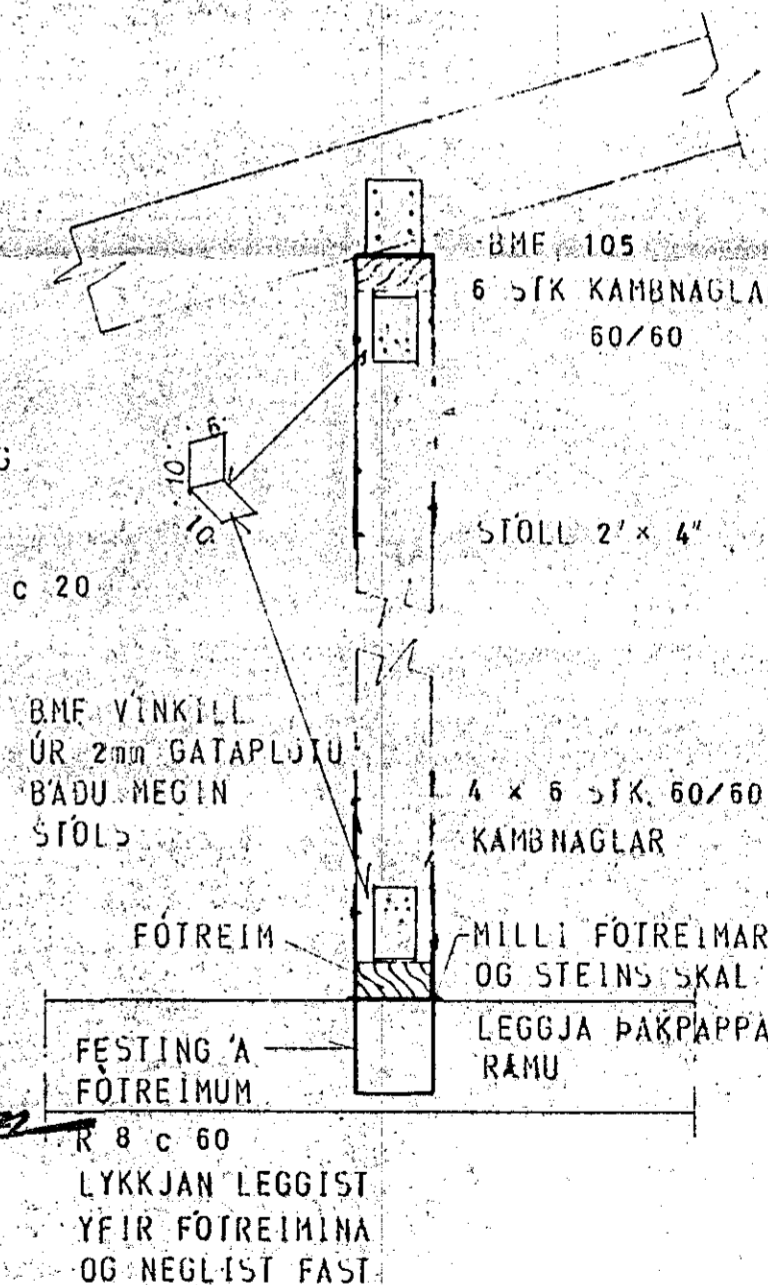 BMF 105
6 STK KAMBNAGLA
60/60
6
10
10
G
c 20
STOLL 2' × 4"
BMF VINKILL
ÚR 2mm GATAPLÖTU
BÁÐU MEGIN
STÓLS
4 × 6 STK. 60/60
KAMBNAGLAR
FÓTREIM
MILLI FÓTREIMAR
OG STEINS SKAL
LEGGJA ÞAKPAPPA
RÆMU
FESTING Á
FÓTREIMUM
R 8 c 60
LYKKJAN LEGGIST
YFIR FÓTREIMINA
OG NEGLIST FAST